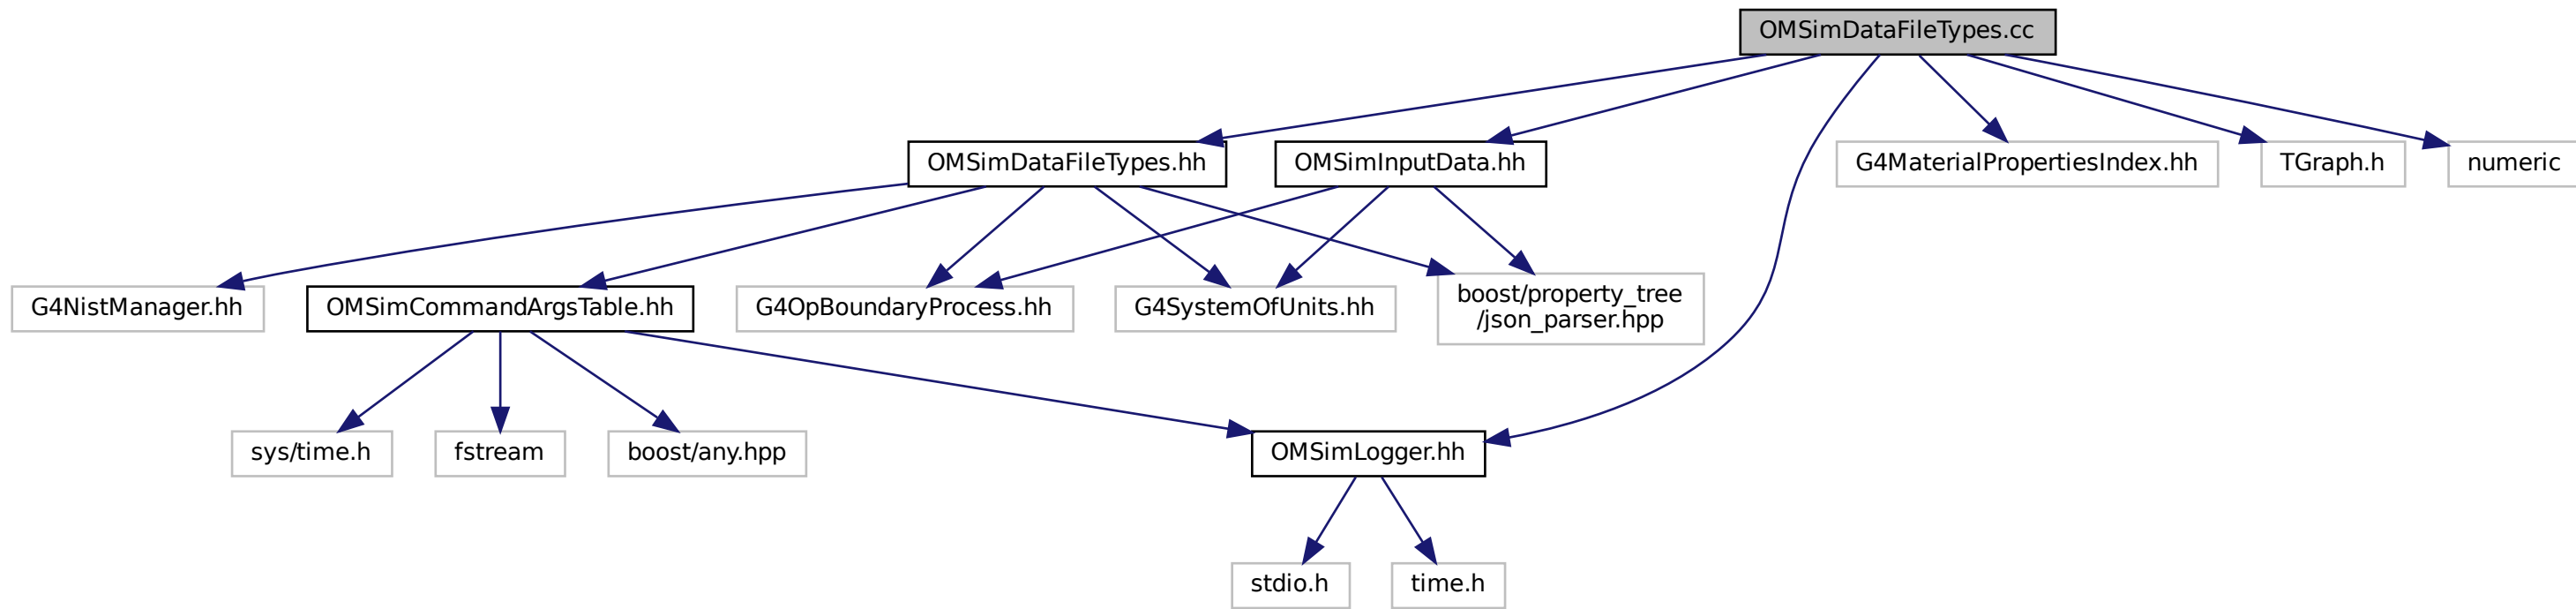 OMSimDataFileTypes.cc
OMSimDataFileTypes.hh
OMSimInputData.hh
G4MaterialPropertiesIndex.hh
TGraph.h
numeric
G4NistManager.hh
OMSimCommandArgsTable.hh
G4OpBoundaryProcess.hh
G4SystemOfUnits.hh
boost/property_tree
/json_parser.hpp
sys/time.h
fstream
boost/any.hpp
OMSimLogger.hh
stdio.h
time.h